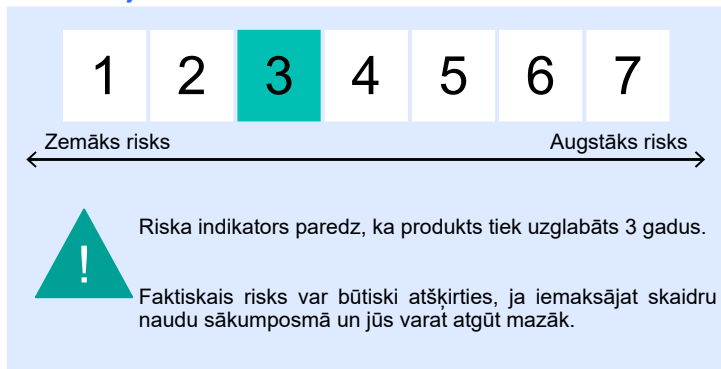 1 2 3 4 5 6 7
Zemāks risks Augstāks risks
! Riska indikators paredz, ka produkts tiek uzglabāts 3 gadus.
Faktiskais risks var būtiski atšķirties, ja iemaksājat skaidru
naudu sākumposmā un jūs varat atgūt mazāk.